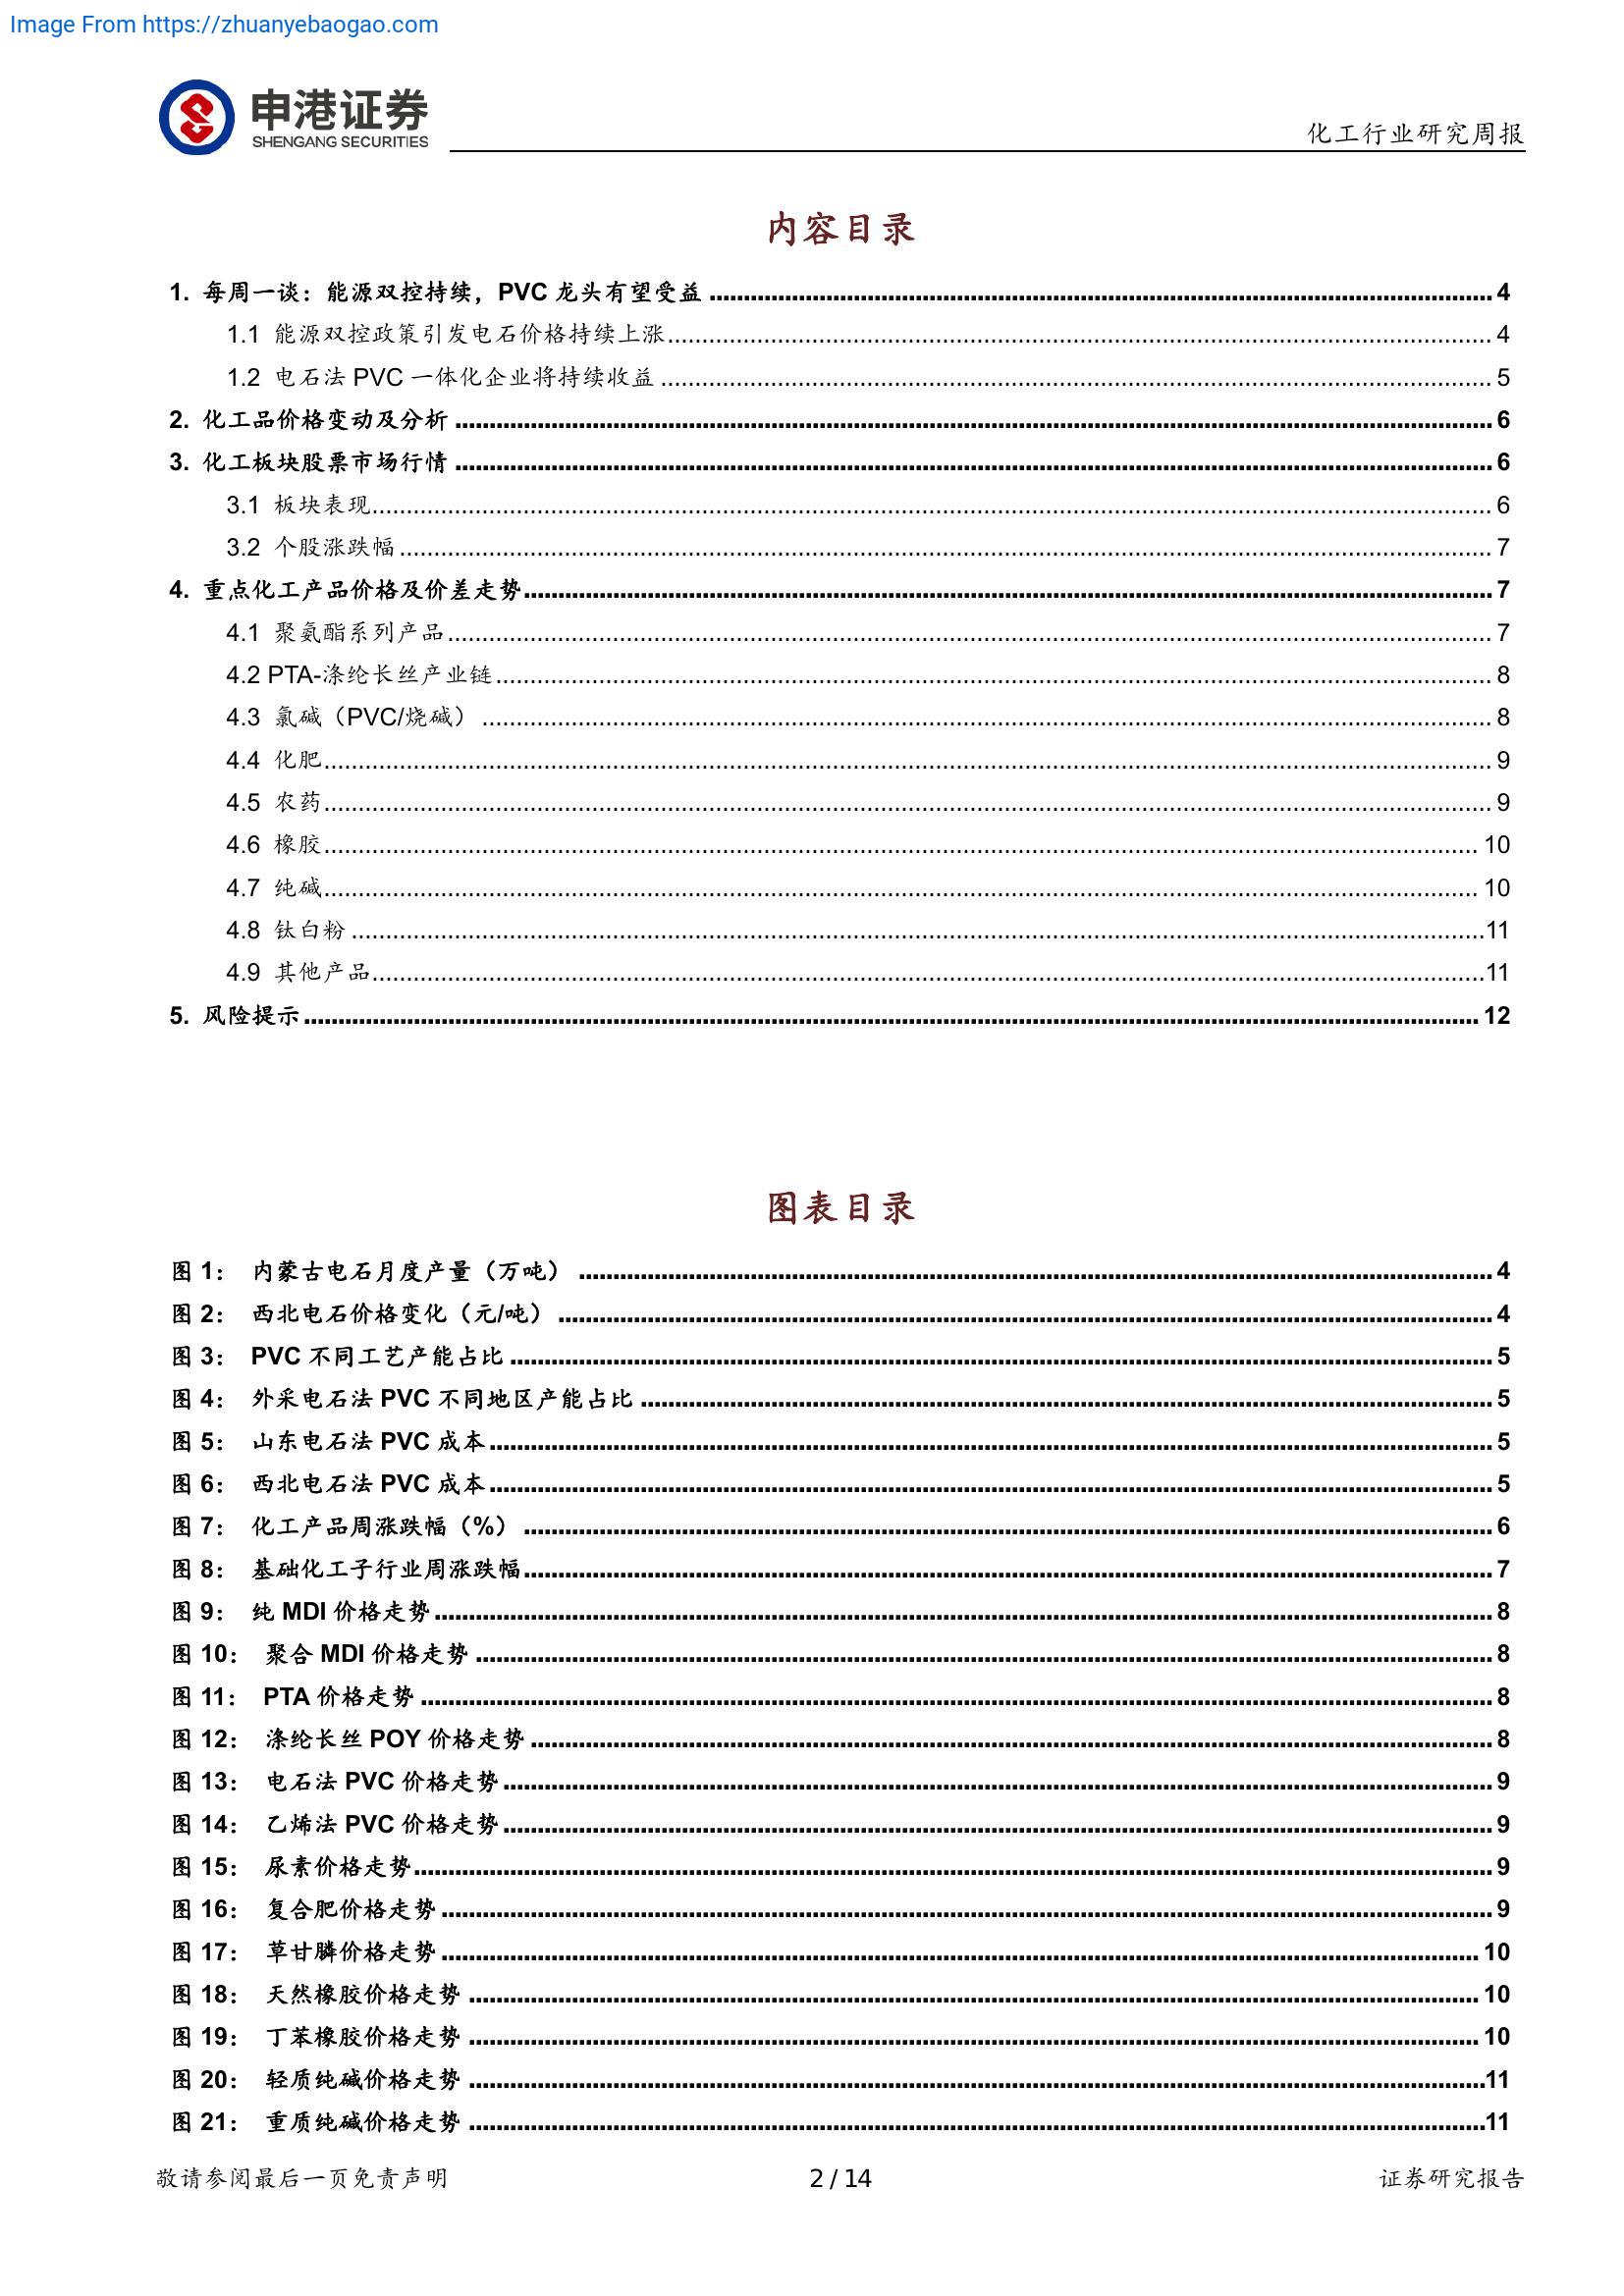 Image From https://zhuanyebaogao.com
申港证券
SHENGANG SECURITIES
化工行业研究周报
内容目录
1. 每周一谈：能源双控持续，PVC 龙头有望受益 4
1.1 能源双控政策引发电石价格持续上涨 4
1.2 电石法 PVC 一体化企业将持续收益 5
2. 化工品价格变动及分析 6
3. 化工板块股票市场行情 6
3.1 板块表现 6
3.2 个股涨跌幅 7
4. 重点化工产品价格及价差走势 7
4.1 聚氨酯系列产品 7
4.2 PTA-涤纶长丝产业链 8
4.3 氯碱（PVC/烧碱） 8
4.4 化肥 9
4.5 农药 9
4.6 橡胶 10
4.7 纯碱 10
4.8 钛白粉 11
4.9 其他产品 11
5. 风险提示 12
图表目录
图 1： 内蒙古电石月度产量（万吨） 4
图 2： 西北电石价格变化（元/吨） 4
图 3： PVC 不同工艺产能占比 5
图 4： 外采电石法 PVC 不同地区产能占比 5
图 5： 山东电石法 PVC 成本 5
图 6： 西北电石法 PVC 成本 5
图 7： 化工产品周涨跌幅（%） 6
图 8： 基础化工子行业周涨跌幅 7
图 9： 纯 MDI 价格走势 8
图 10： 聚合 MDI 价格走势 8
图 11： PTA 价格走势 8
图 12： 涤纶长丝 POY 价格走势 8
图 13： 电石法 PVC 价格走势 9
图 14： 乙烯法 PVC 价格走势 9
图 15： 尿素价格走势 9
图 16： 复合肥价格走势 9
图 17： 草甘膦价格走势 10
图 18： 天然橡胶价格走势 10
图 19： 丁苯橡胶价格走势 10
图 20： 轻质纯碱价格走势 11
图 21： 重质纯碱价格走势 11
敬请参阅最后一页免责声明 2 / 14 证券研究报告